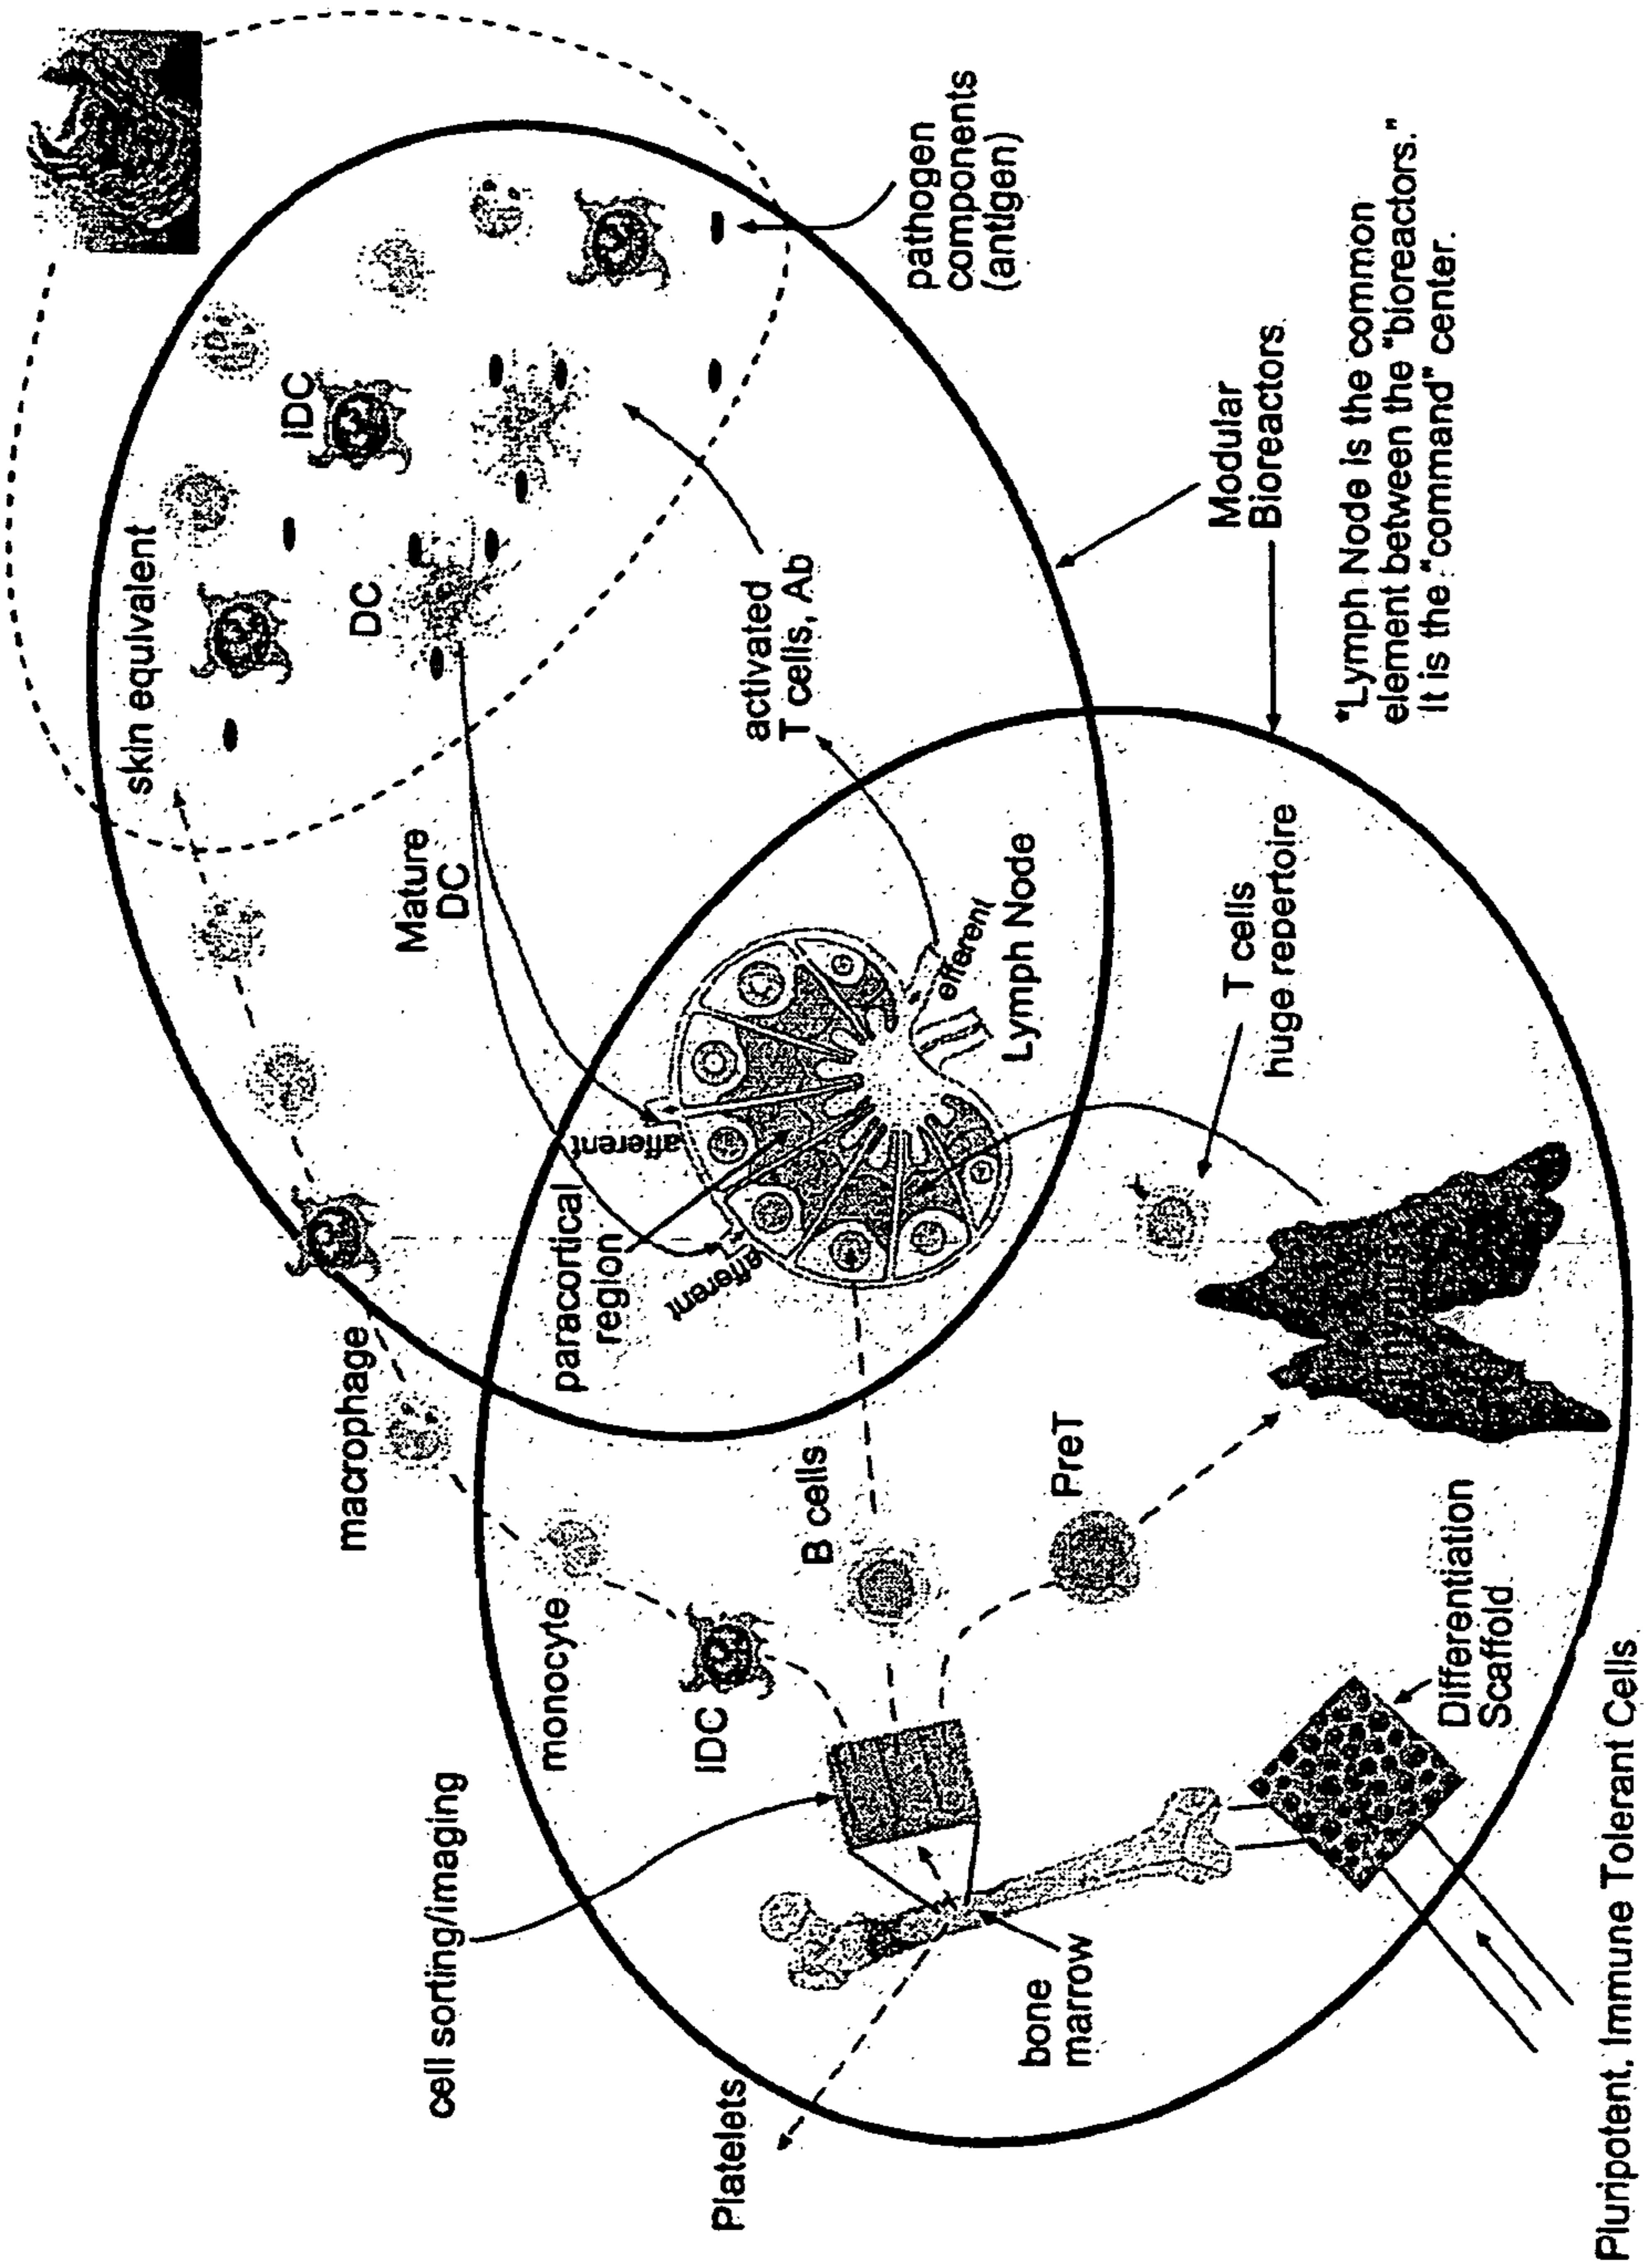 skin equivalent
IDC
DC
pathogen
components
(antigen)
Mature
DC
activated
T cells, Ab
Modular
Bioreactors
macrophage
monocyte
IDC
cell sorting/imaging
Platelets
paracortical
region
afferent
afferent
efferent
Lymph Node
B cells
PreT
T cells
huge repertoire
Thymus
bone
marrow
Differentiation
Scaffold
Pluripotent, Immune Tolerant Cells
"Lymph Node is the common
element between the "bioreactors."
It is the "command" center.